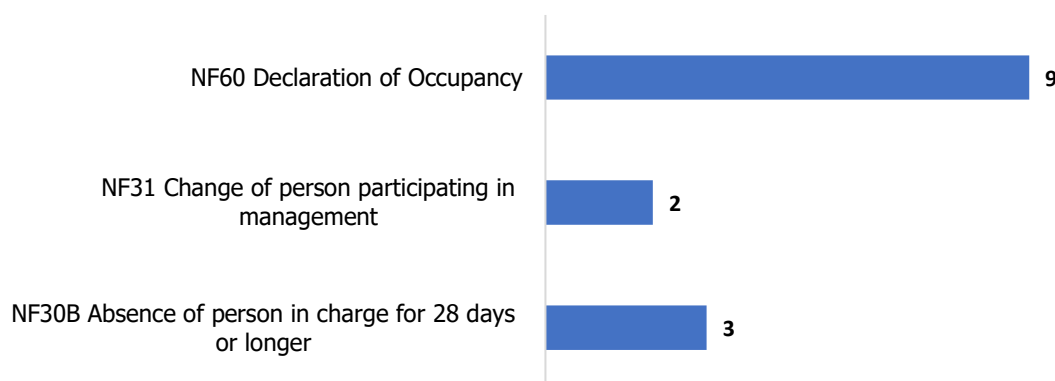 NF60 Declaration of Occupancy
9
NF31 Change of person participating in
management
2
NF30B Absence of person in charge for 28 days
or longer
3